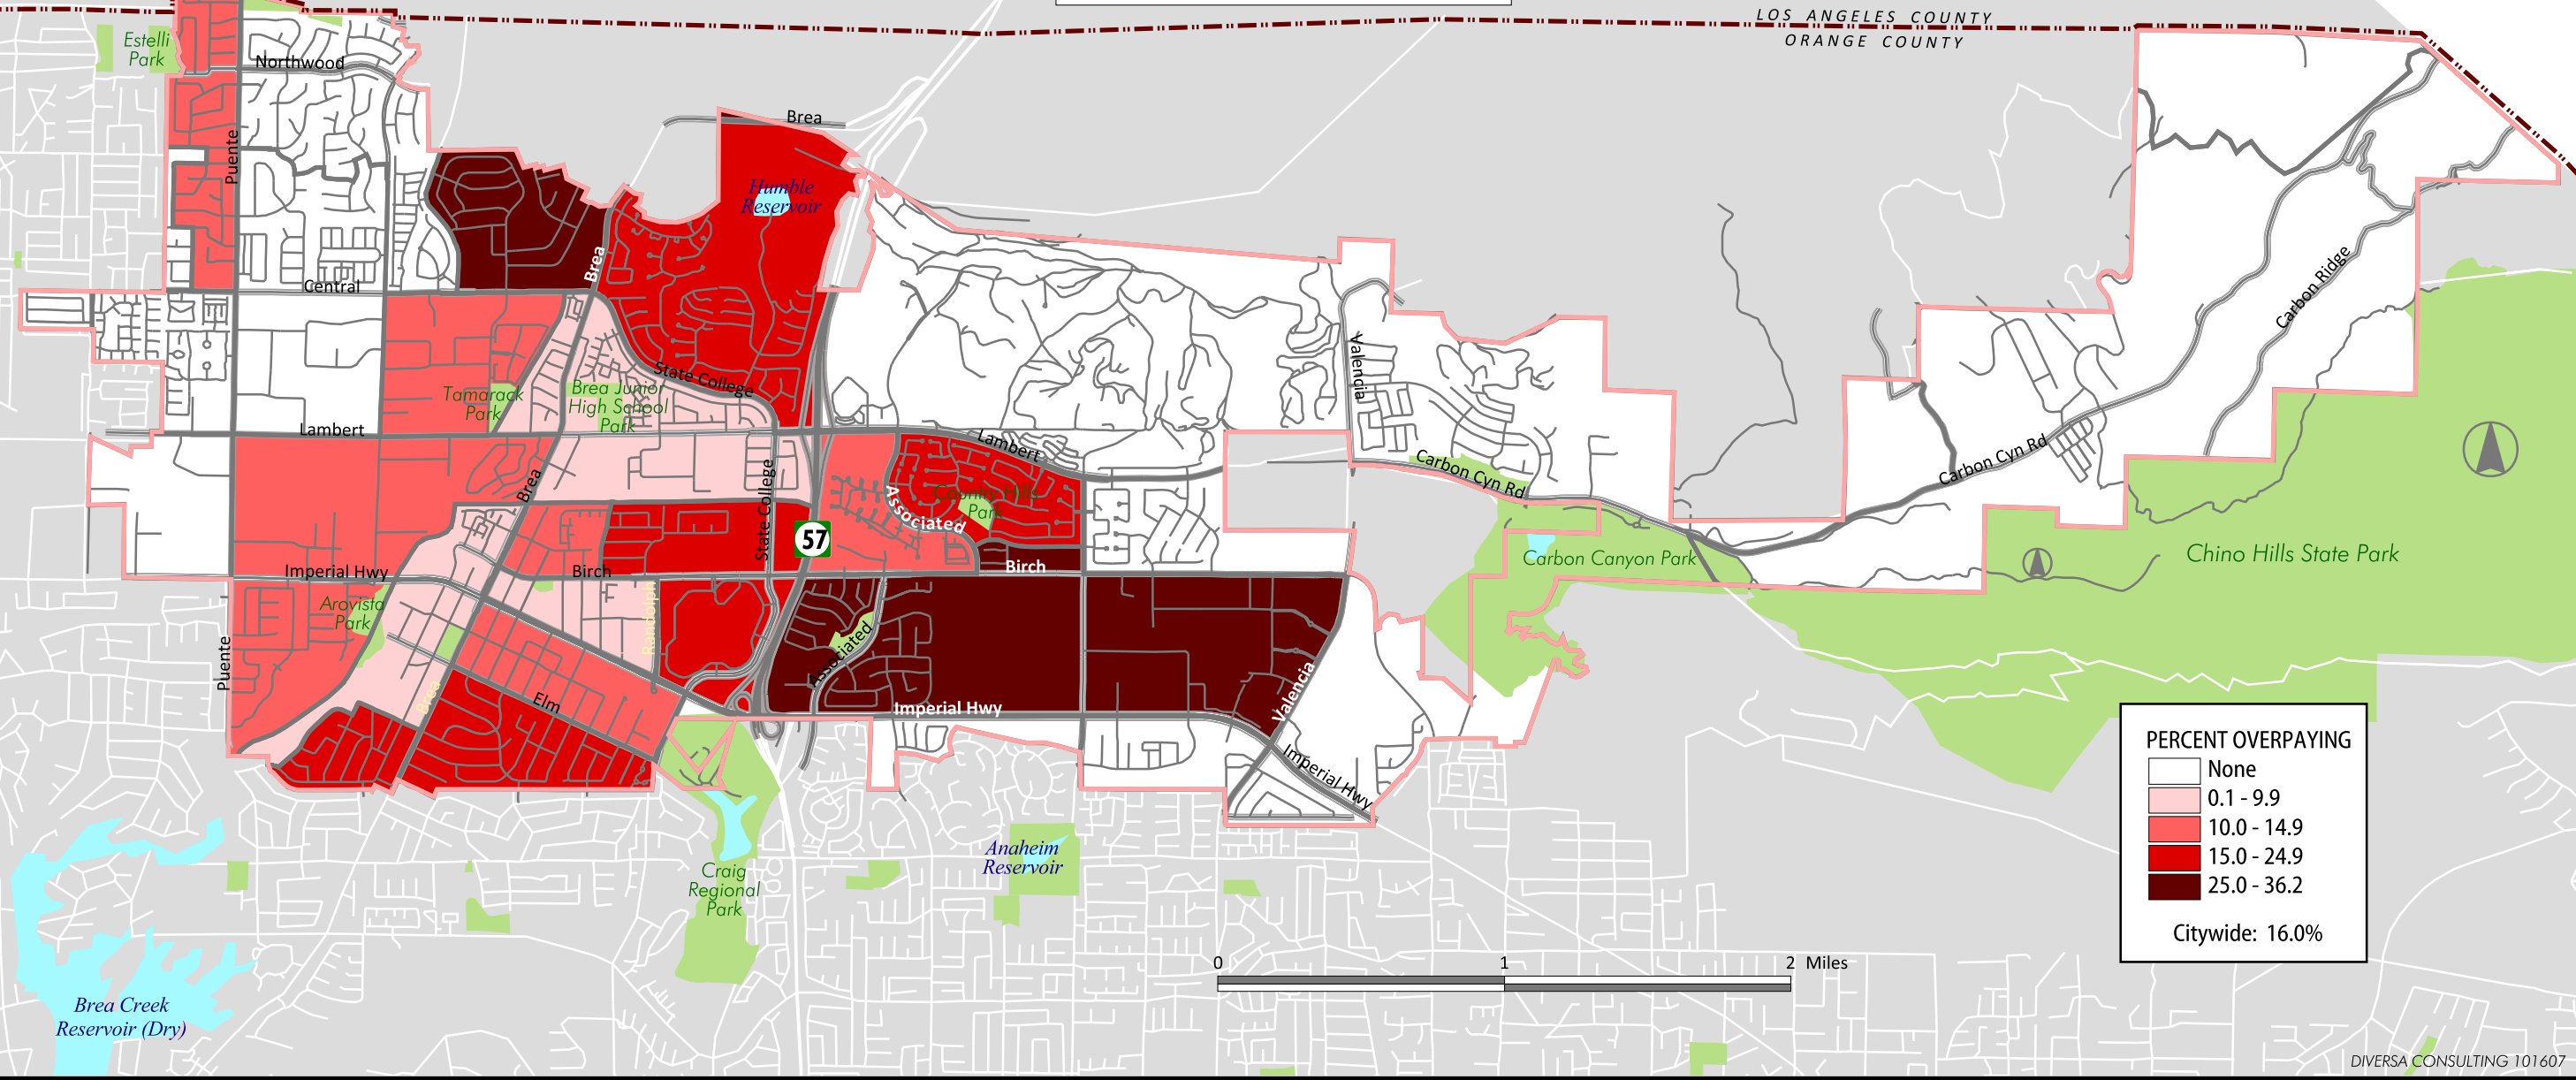 LOS ANGELES COUNTY
ORANGE COUNTY
Estelli
Park
Northwood
Puente
Brea
Humble
Reservoir
Brea
Central
Carbon Ridge
Valencia
State College
Tamarack
Park
Brea Junior
High School
Park
Lambert
Lambert
Carbon Cyn Rd
Carbon Cyn Rd
Brea
State College
Associated
Country Hills
Park
57
Carbon Canyon Park
Chino Hills State Park
Imperial Hwy
Birch
Birch
Arovista
Park
Randolph
Puente
Associated
Valencia
Brea
Elm
Imperial Hwy
Imperial Hwy
PERCENT OVERPAYING
None
0.1 - 9.9
10.0 - 14.9
15.0 - 24.9
25.0 - 36.2
Citywide: 16.0%
Anaheim
Reservoir
Craig
Regional
Park
0 1 2 Miles
Brea Creek
Reservoir (Dry)
DIVERSA CONSULTING 101607